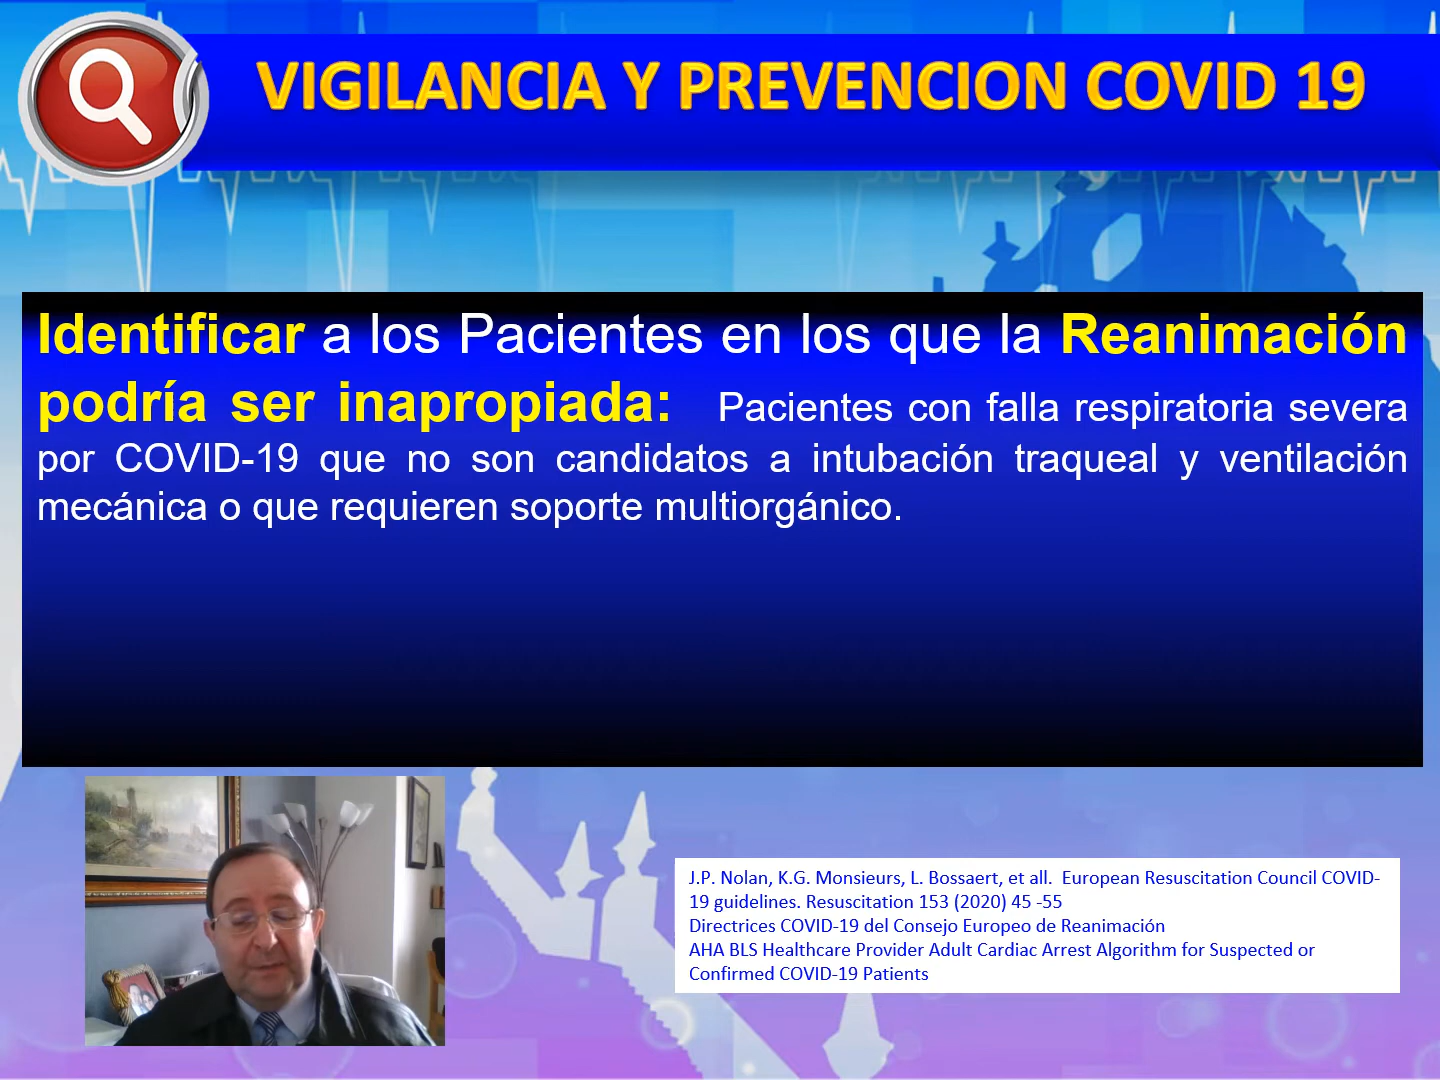 VIGILANCIA Y PREVENCION COVID 19
Identificar a los Pacientes en los que la Reanimación
podría ser inapropiada: Pacientes con falla respiratoria severa
por COVID-19 que no son candidatos a intubación traqueal y ventilación
mecánica o que requieren soporte multiorgánico.
J.P. Nolan, K.G. Monsieurs, L. Bossaert, et all. European Resuscitation Council COVID-
19 guidelines. Resuscitation 153 (2020) 45 -55
Directrices COVID-19 del Consejo Europeo de Reanimación
AHA BLS Healthcare Provider Adult Cardiac Arrest Algorithm for Suspected or
Confirmed COVID-19 Patients